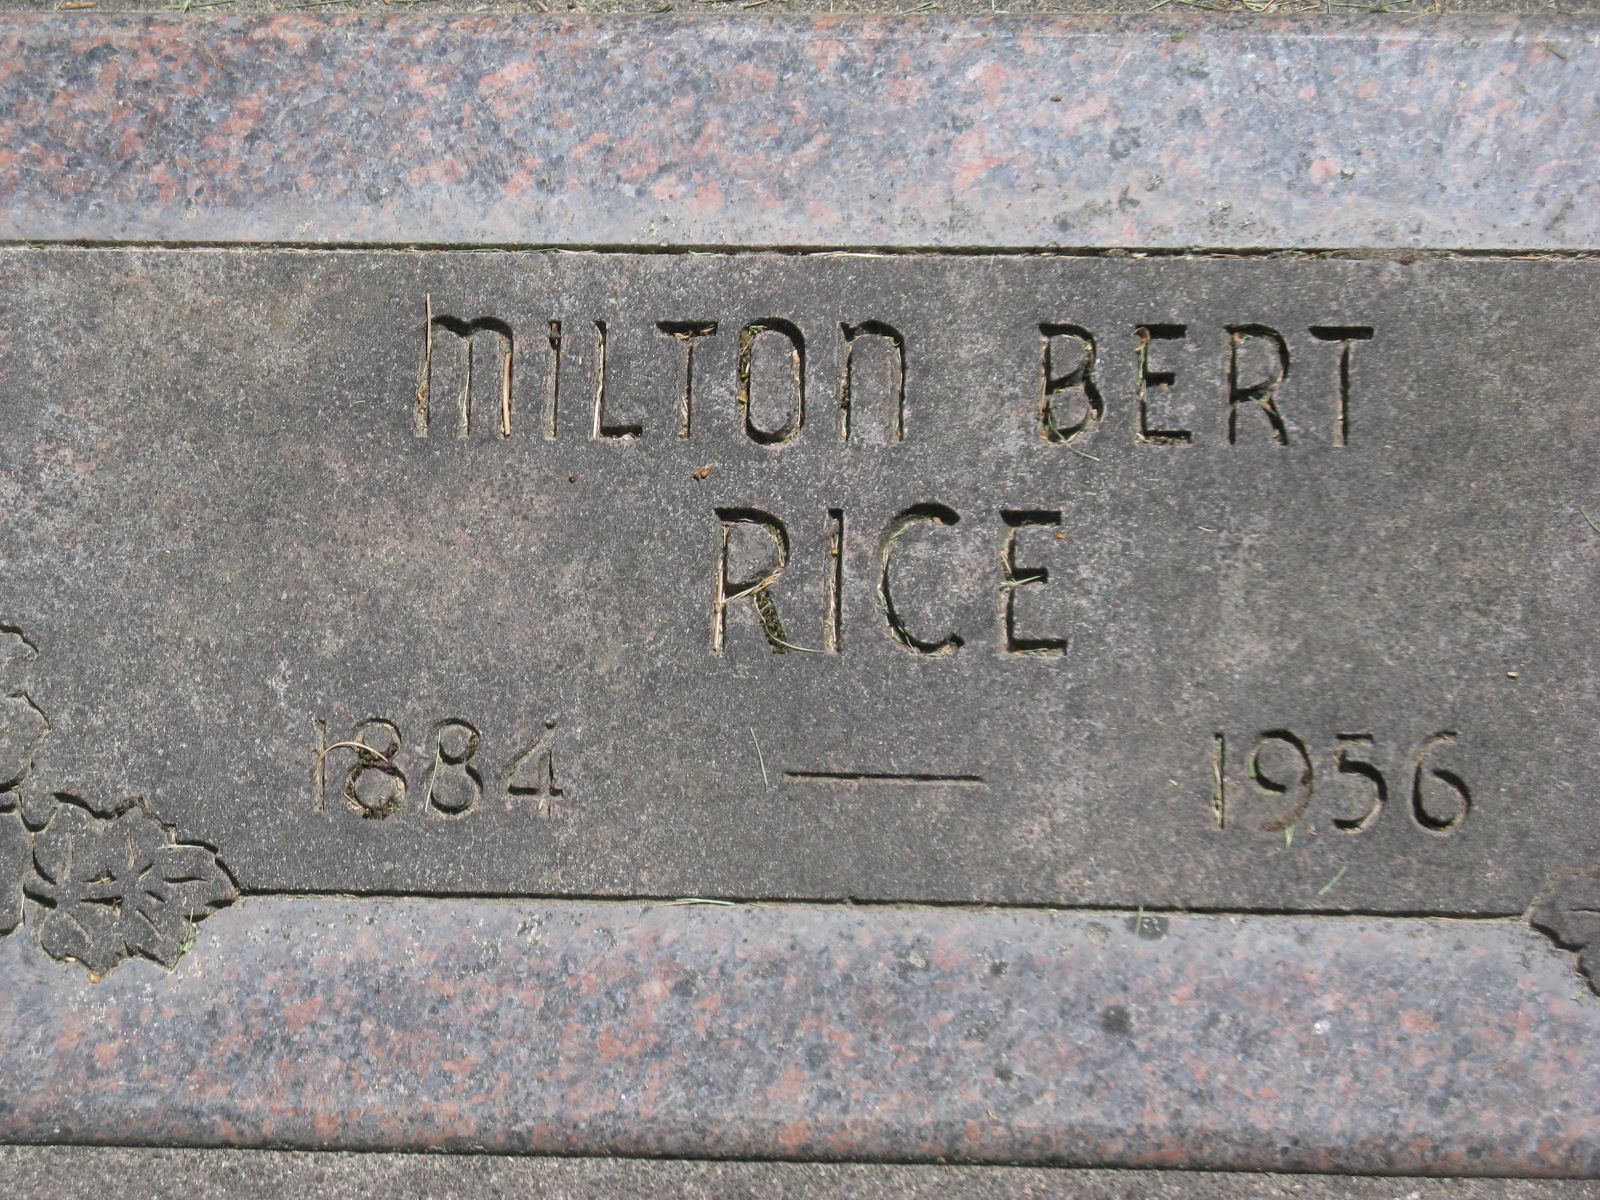 MILTON BERT
RICE
1884 — 1956